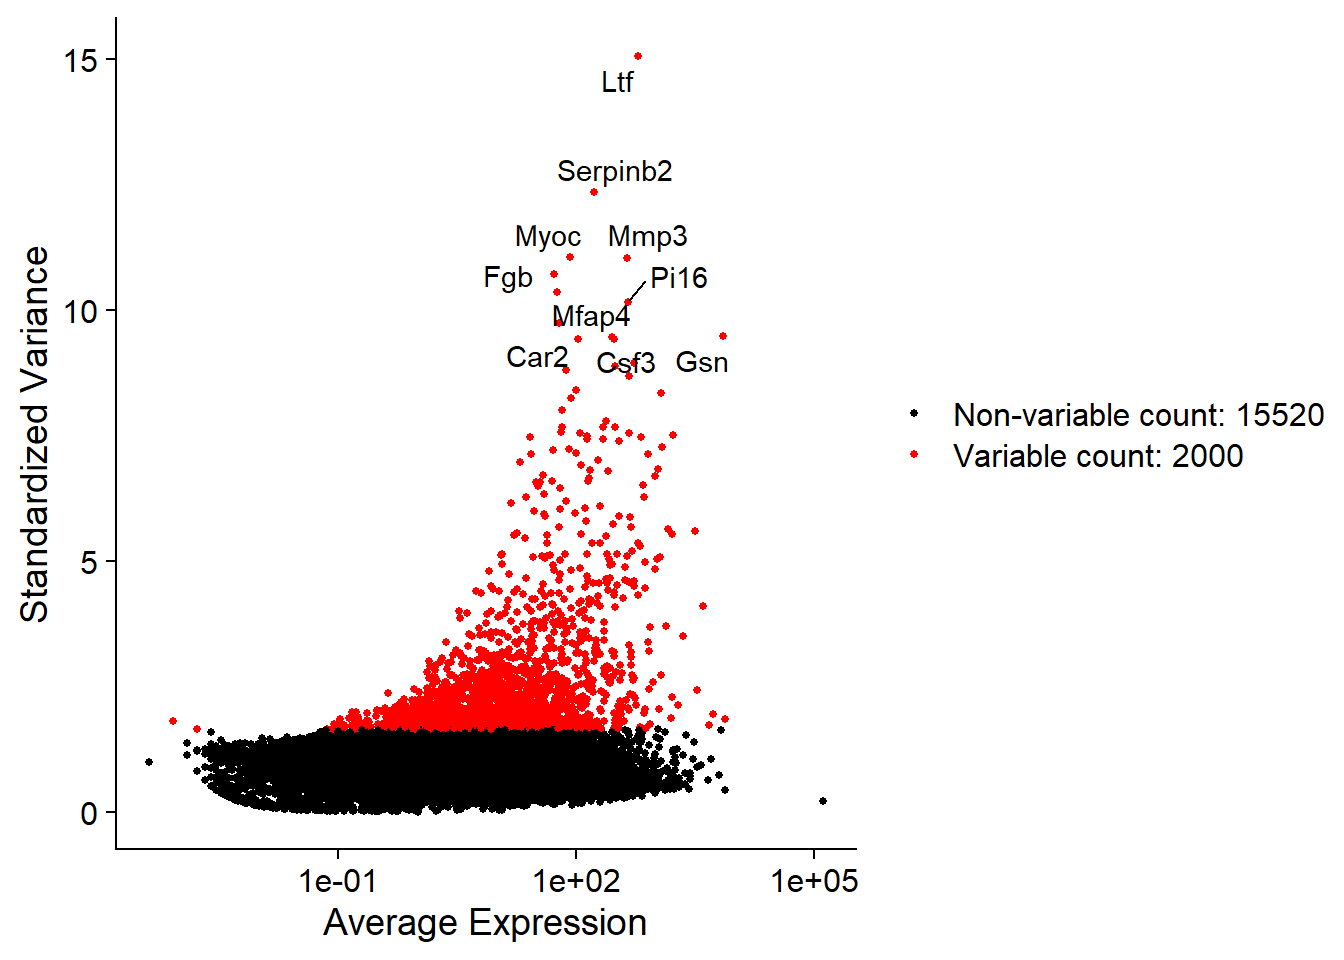 15
Ltf
Serpinb2
Myoc
Mmp3
Fgb
Pi16
10
Mfap4
Car2
Csf3
Gsn
Standardized Variance
Non-variable count: 15520
Variable count: 2000
5
0
1e-01
1e+02
1e+05
Average Expression